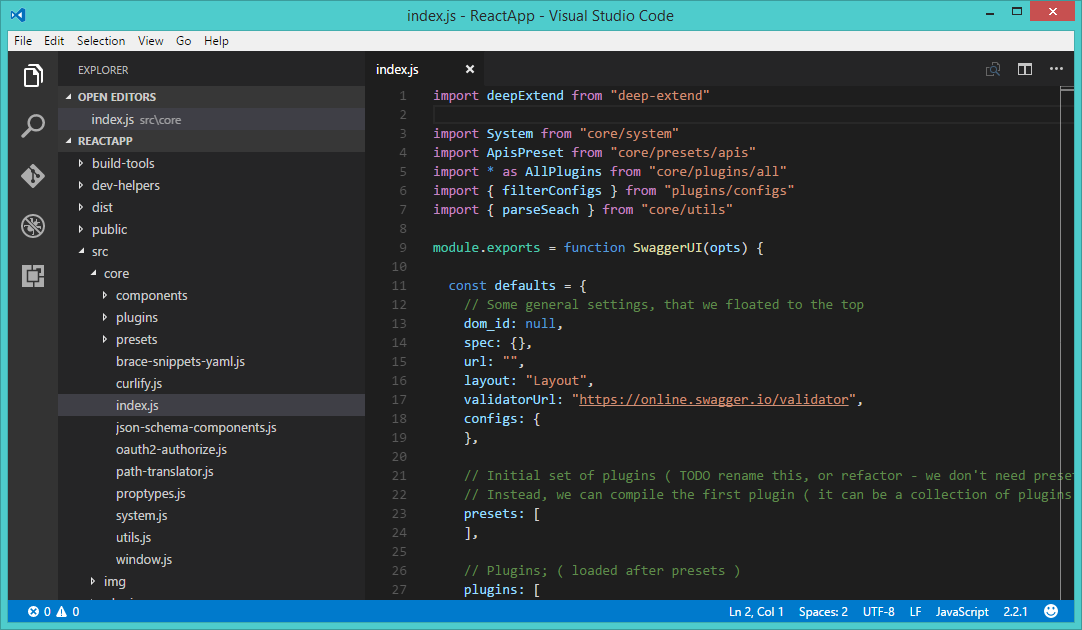 index.js - ReactApp - Visual Studio Code
File Edit Selection View Go Help
EXPLORER
OPEN EDITORS
index.js src\core
REACTAPP
build-tools
dev-helpers
dist
public
src
core
components
plugins
presets
brace-snippets-yaml.js
curlify.js
index.js
json-schema-components.js
oauth2-authorize.js
path-translator.js
proptypes.js
system.js
utils.js
window.js
img
index.js
1 import deepExtend from "deep-extend"
2
3 import System from "core/system"
4 import ApisPreset from "core/presets/apis"
5 import * as AllPlugins from "core/plugins/all"
6 import { filterConfigs } from "plugins/configs"
7 import { parseSeach } from "core/utils"
8
9 module.exports = function SwaggerUI(opts) {
10
11 const defaults = {
12 // Some general settings, that we floated to the top
13 dom_id: null,
14 spec: {},
15 url: "",
16 layout: "Layout",
17 validatorUrl: "https://online.swagger.io/validator",
18 configs: {
19 },
20
21 // Initial set of plugins ( TODO rename this, or refactor - we don't need prese
22 // Instead, we can compile the first plugin ( it can be a collection of plugins
23 presets: [
24 ],
25
26 // Plugins; ( loaded after presets )
27 plugins: [
0 0 Ln 2, Col 1 Spaces: 2 UTF-8 LF JavaScript 2.2.1